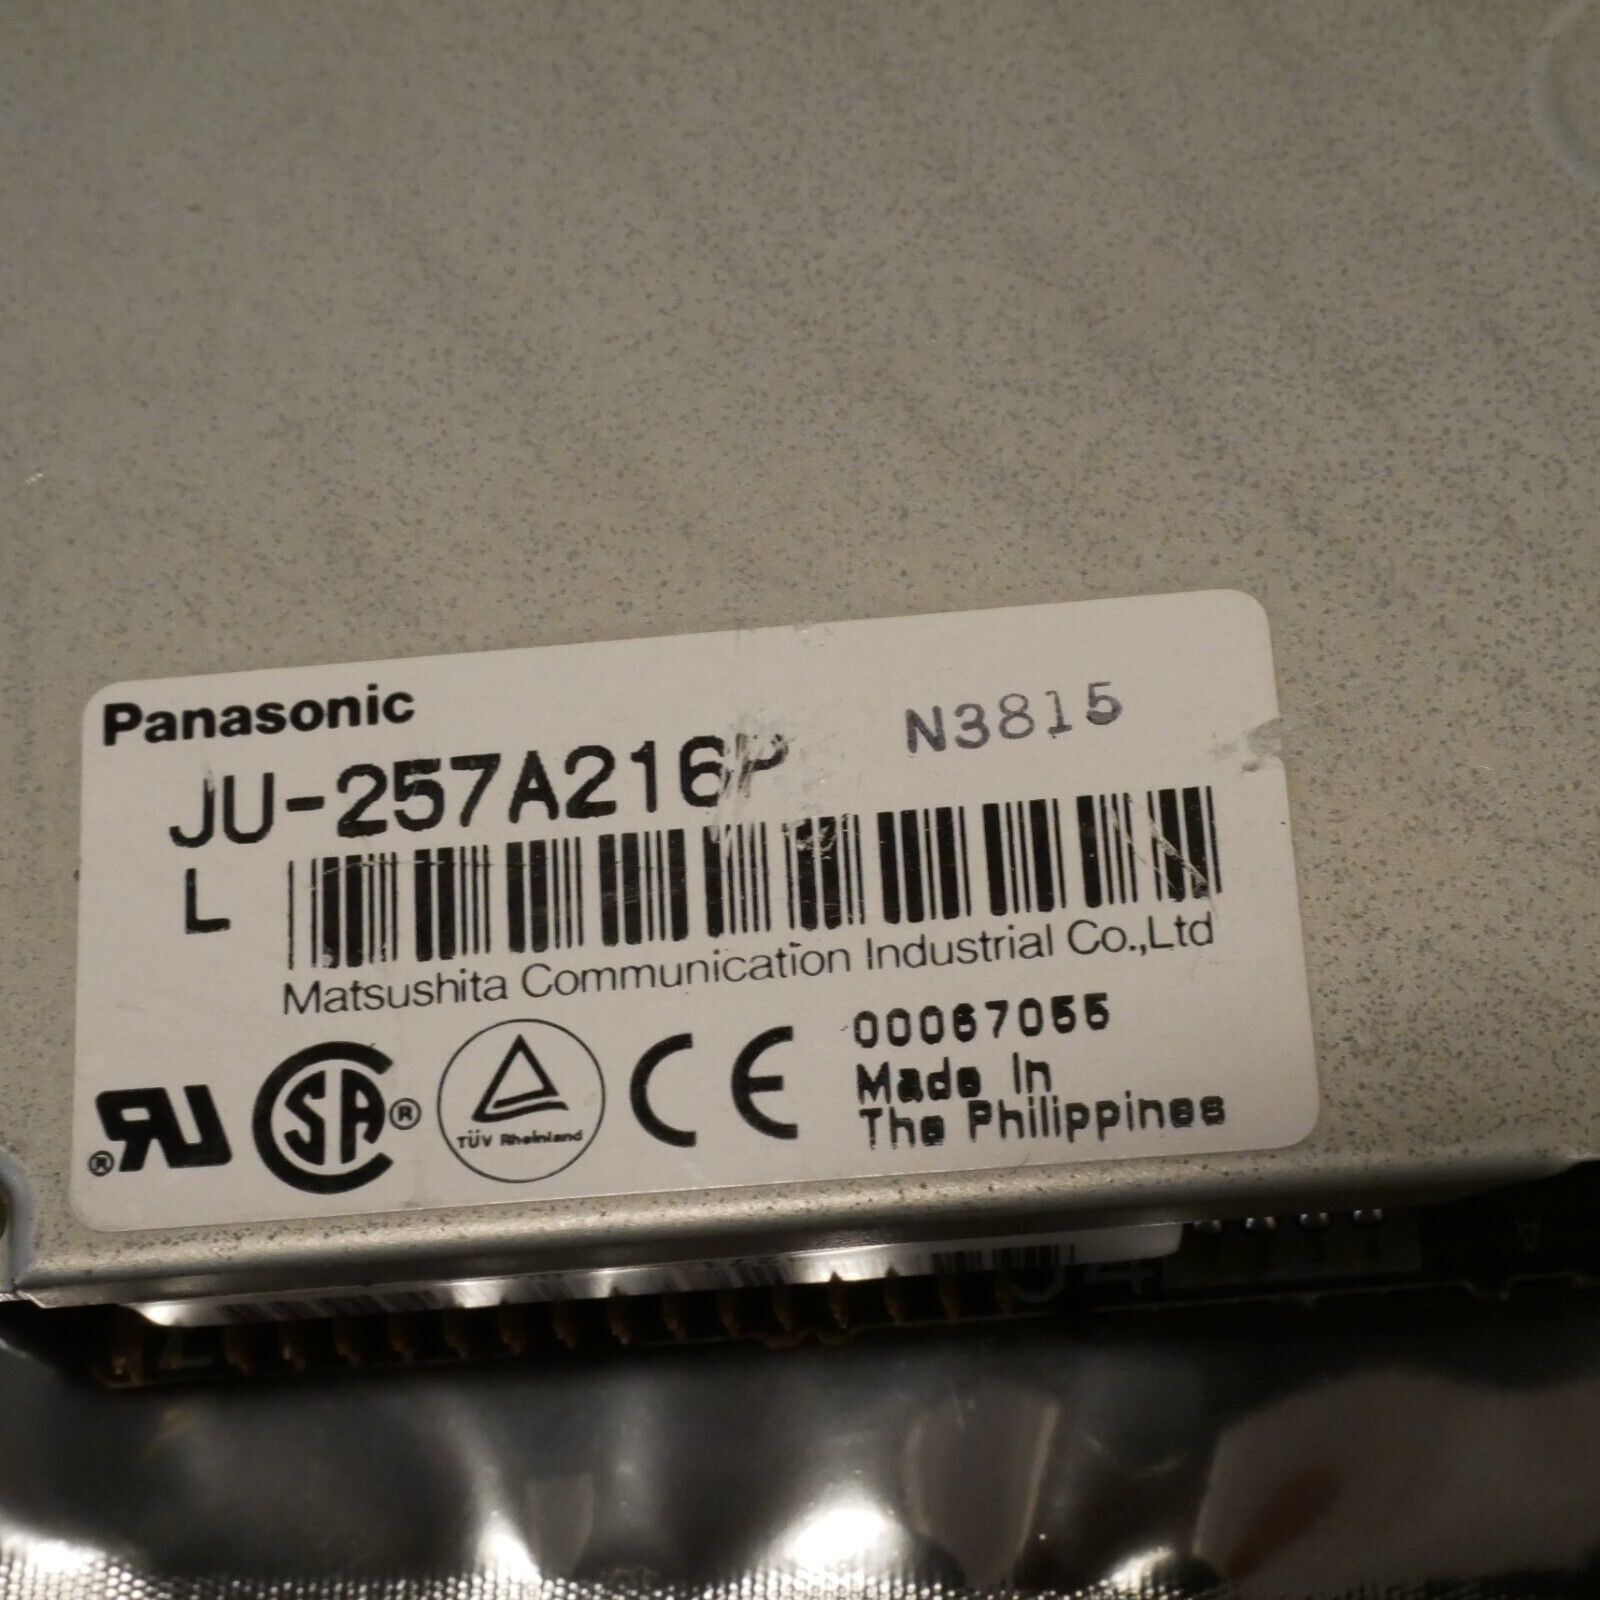 Panasonic
JU-257A216P
N3815
L
Matsushita Communication Industrial Co.,Ltd
00067055
Made In
The Philippines
TÜV Rheinland
CE